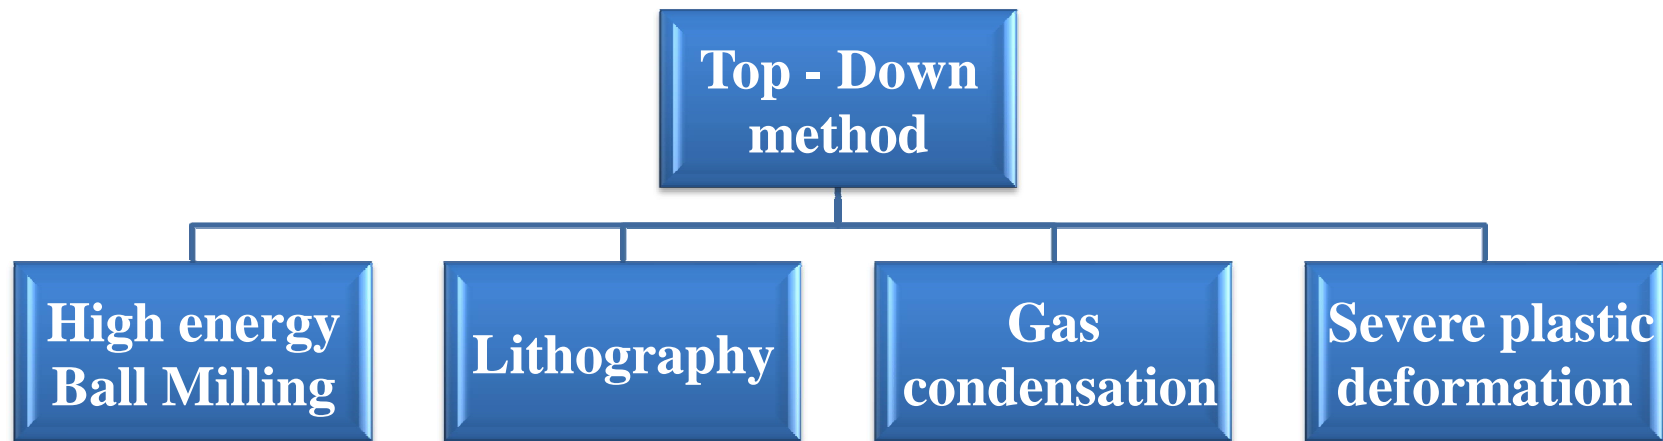 Top - Down
method
High energy
Ball Milling
Lithography
Gas
condensation
Severe plastic
deformation